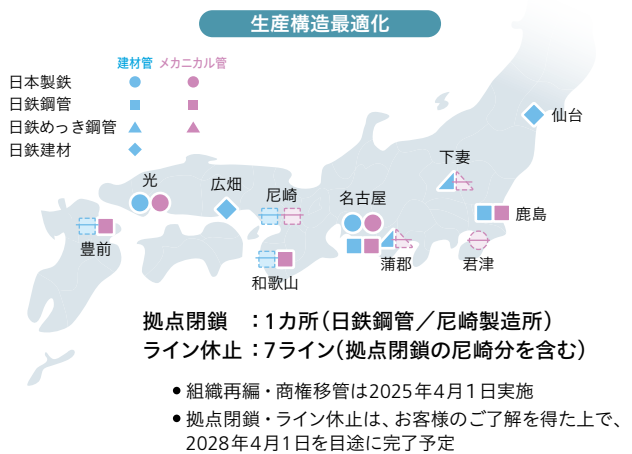 生産構造最適化
建材管 メカニカル管
日本製鉄
日鉄鋼管
日鉄めっき鋼管
日鉄建材
仙台
下妻
光
広畑
尼崎
名古屋
鹿島
豊前
和歌山
蒲郡
君津
拠点閉鎖 :1カ所(日鉄鋼管/尼崎製造所)
ライン休止:7ライン(拠点閉鎖の尼崎分を含む)
●組織再編・商権移管は2025年4月1日実施
●拠点閉鎖・ライン休止は、お客様のご了解を得た上で、
2028年4月1日を目途に完了予定